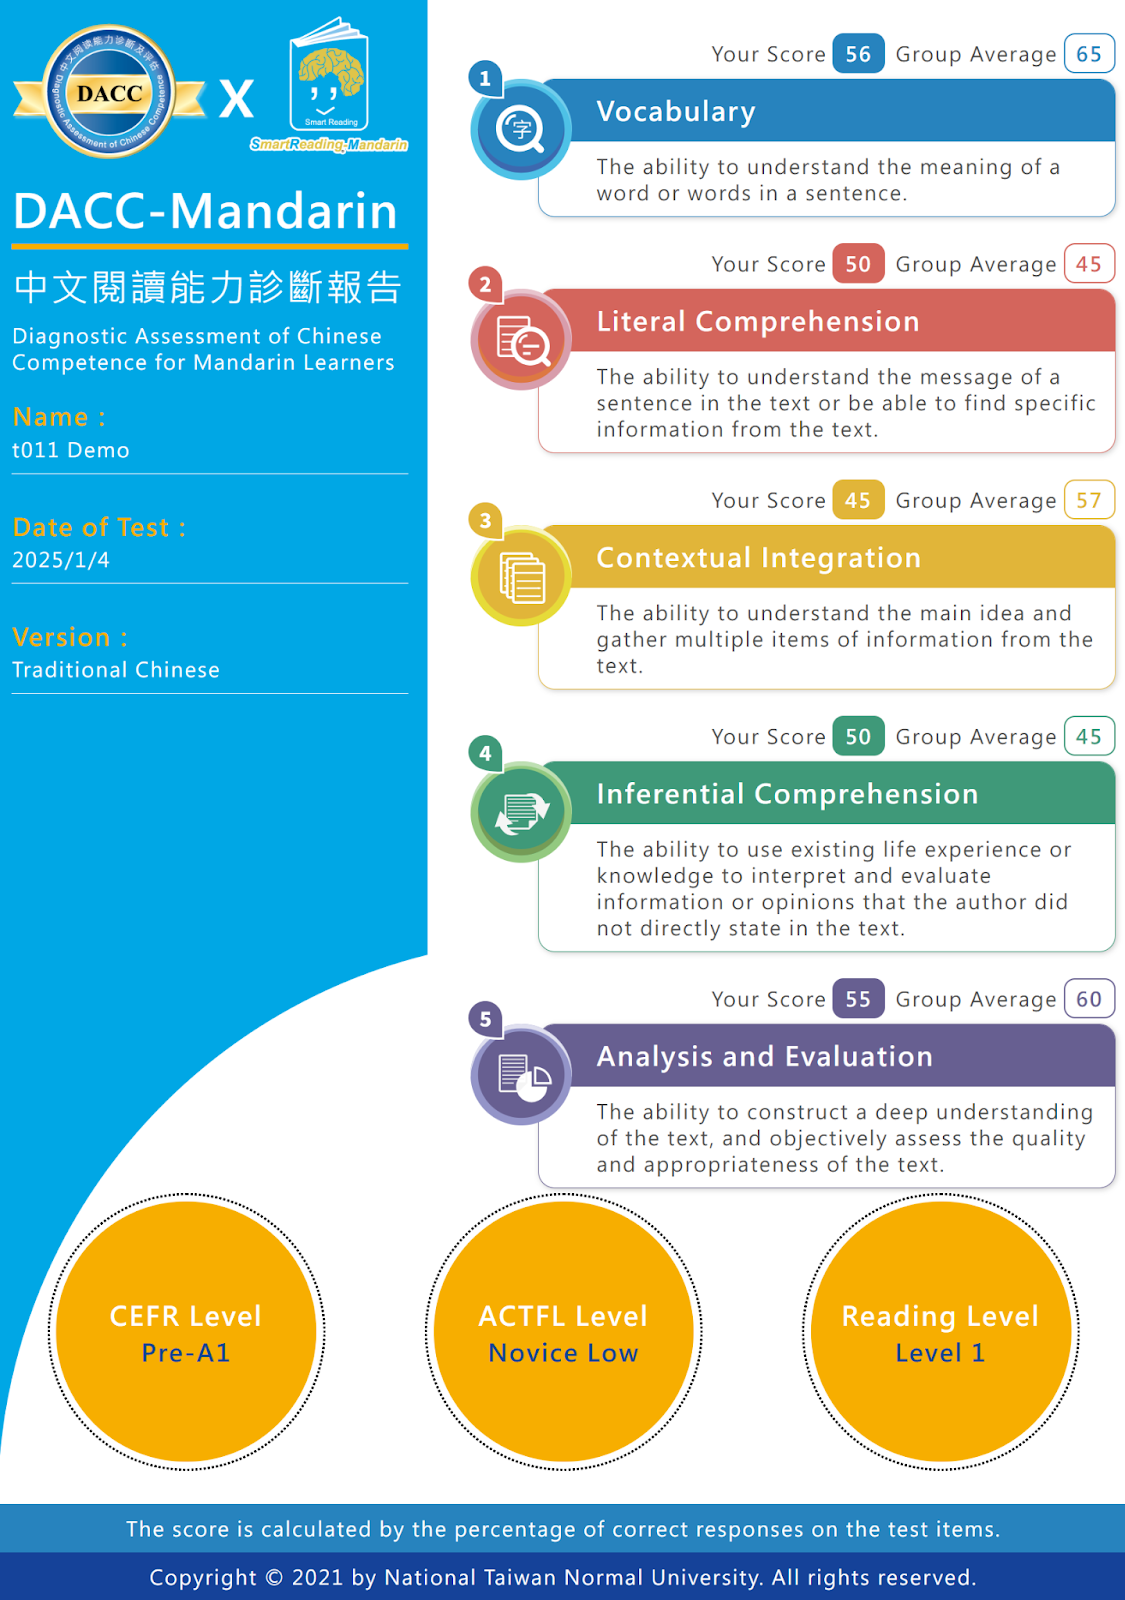 中文閱讀能力診斷及評估
DACC
Diagnostic Assessment of Chinese Competence
X
Smart Reading
SmartReading-Mandarin
DACC-Mandarin
中文閱讀能力診斷報告
Diagnostic Assessment of Chinese
Competence for Mandarin Learners
Name :
t011 Demo
Date of Test :
2025/1/4
Version :
Traditional Chinese
Your Score 56 Group Average 65
1
字
Vocabulary
The ability to understand the meaning of a
word or words in a sentence.
Your Score 50 Group Average 45
2
Literal Comprehension
The ability to understand the message of a
sentence in the text or be able to find specific
information from the text.
Your Score 45 Group Average 57
3
Contextual Integration
The ability to understand the main idea and
gather multiple items of information from the
text.
Your Score 50 Group Average 45
4
Inferential Comprehension
The ability to use existing life experience or
knowledge to interpret and evaluate
information or opinions that the author did
not directly state in the text.
Your Score 55 Group Average 60
5
Analysis and Evaluation
The ability to construct a deep understanding
of the text, and objectively assess the quality
and appropriateness of the text.
CEFR Level
Pre-A1
ACTFL Level
Novice Low
Reading Level
Level 1
The score is calculated by the percentage of correct responses on the test items.
Copyright © 2021 by National Taiwan Normal University. All rights reserved.